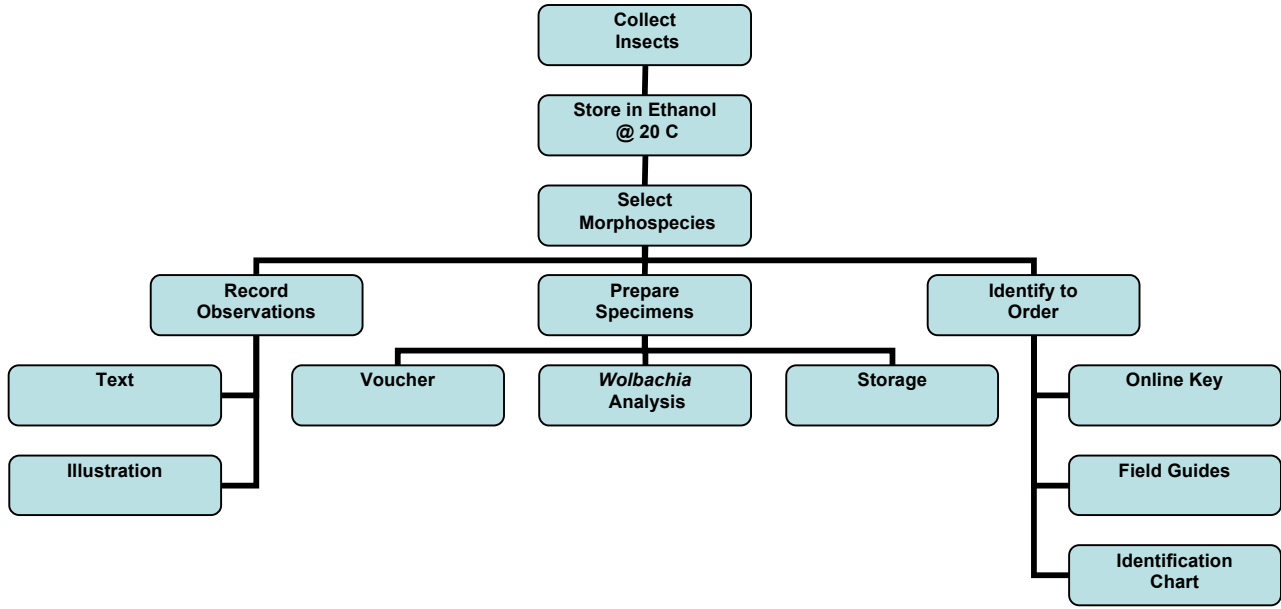 Collect
Insects
Store in Ethanol
@ 20 C
Select
Morphospecies
Record
Observations
Prepare
Specimens
Identify to
Order
Text
Voucher
Wolbachia
Analysis
Storage
Online Key
Illustration
Field Guides
Identification
Chart